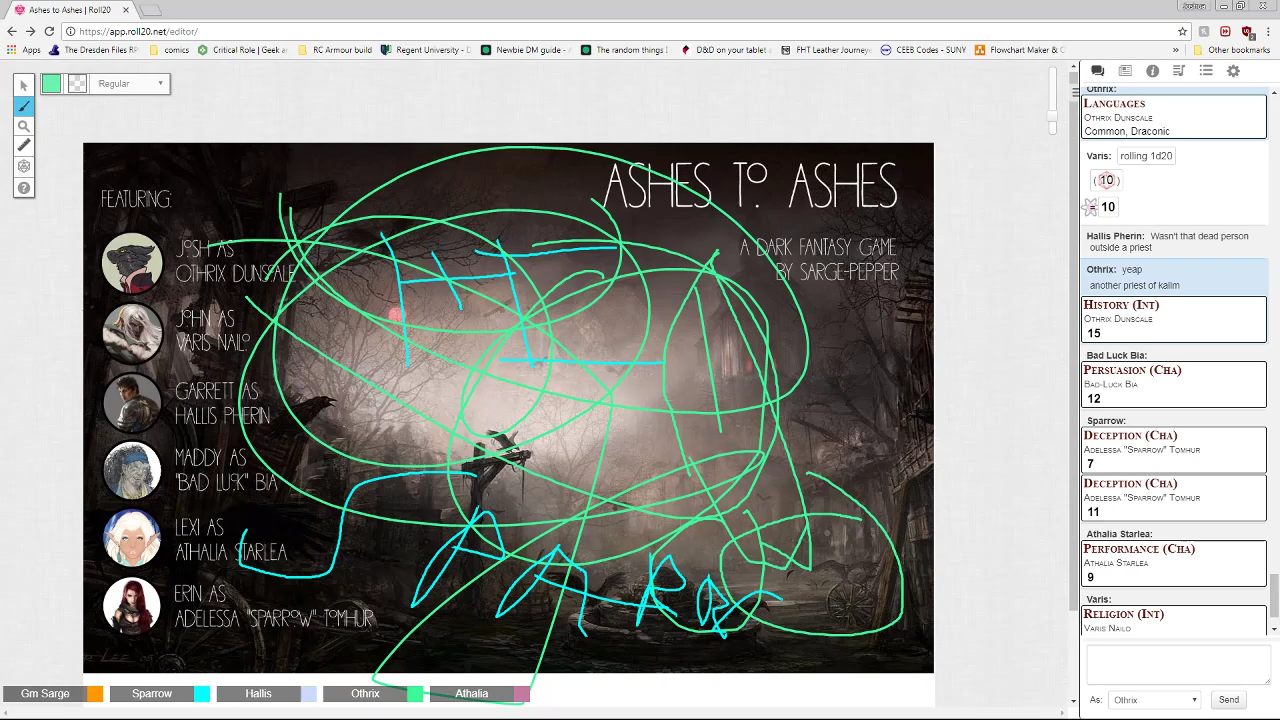 Ashes to Ashes | Roll20
https://app.roll20.net/editor/
Apps
The Dresden Files RP
comics
Critical Role | Geek a
RC Armour build
Regent University -
Newbie DM guide -
The random things I
D&D on your tablet
FHT Leather Journeys
CEEE Courses - SUNY
Flowchart Maker & C
Other bookmarks
Regular
ASHES TO ASHES
A DARK FANTASY GAME
BY SARGE-PEPPER
FEATURING:
JOSH AS
OTHRIX DUNSCALE
JOHN AS
VARIS NAILO
GARRETT AS
HALLIS PHERIN
MADDY AS
"BAD LUCK" BIA
LEXI AS
ATHALIA STARLEA
ERIN AS
ADELESSA "SPARROW" TOMHUR
Gm Sarge
Sparrow
Hallis
Othrix
Athalia
Othrix:
Languages
Othrix Dunscale
Common, Draconic
Varis: rolling 1d20
(10)
= 10
Hallis Pherin: Wasn't that dead person
outside a priest
Othrix: yeap
another priest of kalim
History (Int)
Othrix Dunscale
15
Bad Luck Bia:
Persuasion (Cha)
Bad-Luck Bia
12
Sparrow:
Deception (Cha)
Adelessa "Sparrow" Tomhur
7
Deception (Cha)
Adelessa "Sparrow" Tomhur
11
Athalia Starlea:
Performance (Cha)
Athalia Starlea
9
Varis:
Religion (Int)
Varis Nailo
As: Othrix
Send